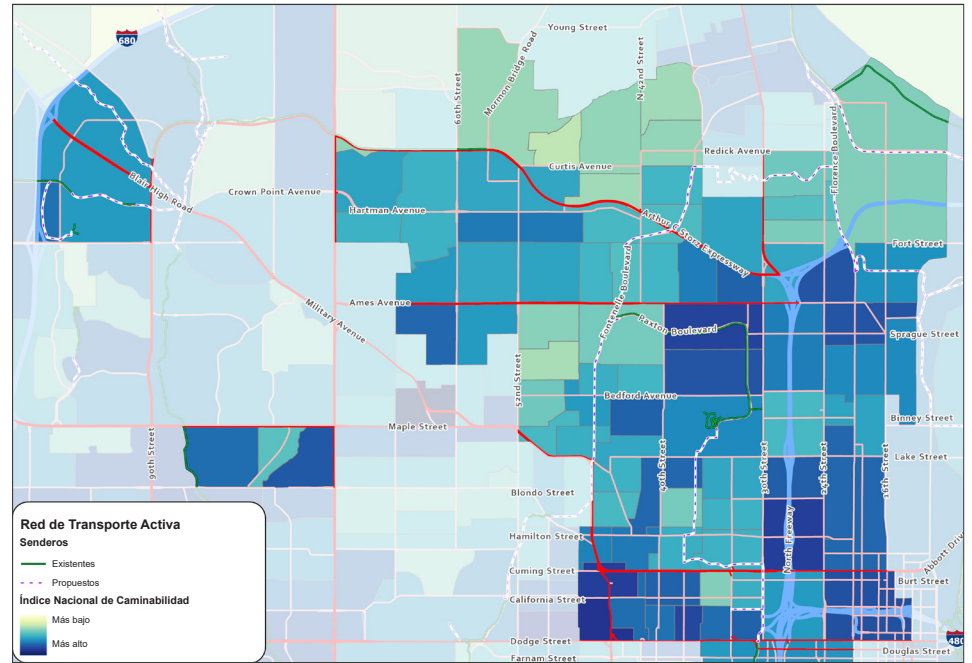 Young Street
680
Mormon Bridge Road
60th Street
N 42nd Street
Florence Boulevard
Redick Avenue
Curtis Avenue
Blair High Road
Crown Point Avenue
Hartman Avenue
Arthur C Storz Expressway
Fort Street
Fontenelle Boulevard
Ames Avenue
Military Avenue
Paxton Boulevard
Sprague Street
52nd Street
Bedford Avenue
Binney Street
Maple Street
90th Street
40th Street
30th Street
24th Street
16th Street
Lake Street
Blondo Street
Hamilton Street
North Freeway
Abbott Driv
Cuming Street
Burt Street
California Street
Dodge Street
480
Douglas Street
Farnam Street
Red de Transporte Activa
Senderos
Existentes
Propuestos
Índice Nacional de Caminabilidad
Más bajo
Más alto